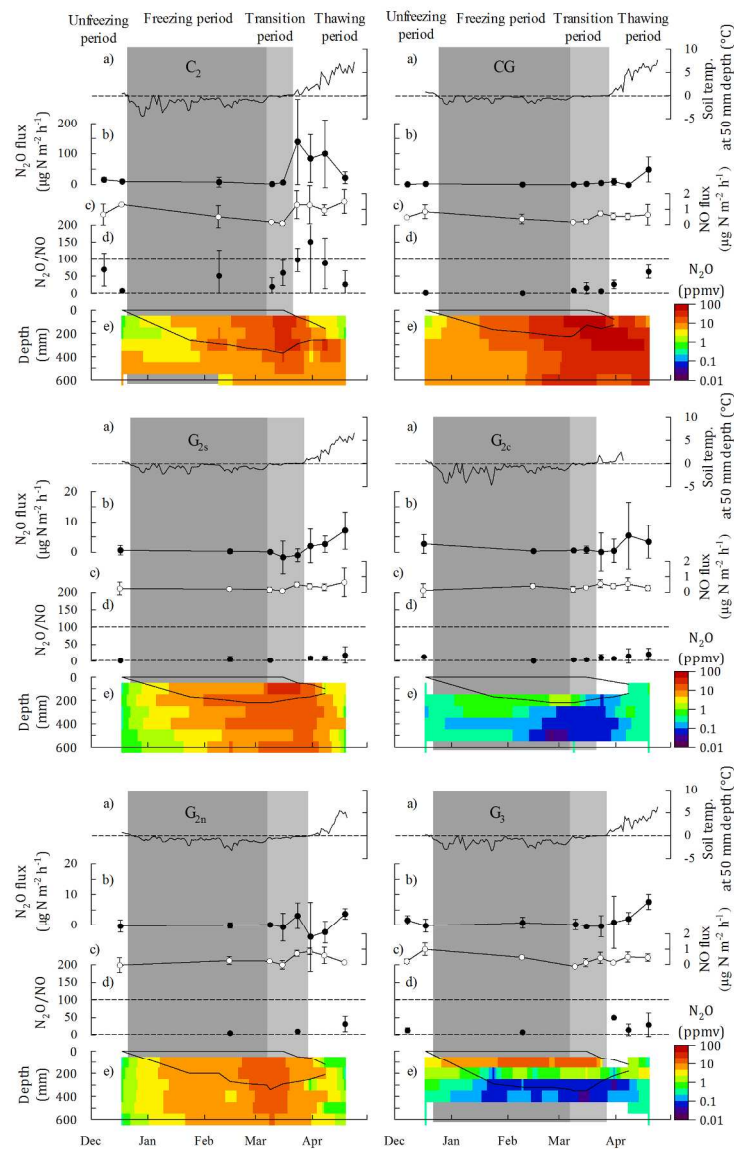 Unfreezing period Freezing period Transition period Thawing period Freezing period Transition period Thawing period
a) C2 CG 10 5 0 -5 Soil temp. at 50 mm depth (°C)
N2O flux (µg N m-2 h-1) 200 100 0 b) b)
c) c) 2 1 0 NO flux (µg N m-2 h-1)
N2O/NO 200 150 100 50 0 d) d) N2O (ppmv)
Depth (mm) 0 200 400 600 e) e) 100 10 1 0.1 0.01
a) G2s a) G2c 10 5 0 -5 Soil temp. at 50 mm depth (°C)
N2O flux (µg N m-2 h-1) 20 10 0 b) b)
c) c) 2 1 0 NO flux (µg N m-2 h-1)
N2O/NO 200 100 50 0 d) d) N2O (ppmv)
Depth (mm) 0 200 400 600 e) e) 100 10 1 0.1 0.01
a) G2n a) G3 10 5 0 -5 Soil temp. at 50 mm depth (°C)
N2O flux (µg N m-2 h-1) 20 10 0 b) b)
c) c) 2 1 0 NO flux (µg N m-2 h-1)
N2O/NO 200 100 50 0 d) d) N2O (ppmv)
Depth (mm) 0 200 400 600 e) e) 100 10 1 0.1 0.01
Dec Jan Feb Mar Apr Dec Jan Feb Mar Apr